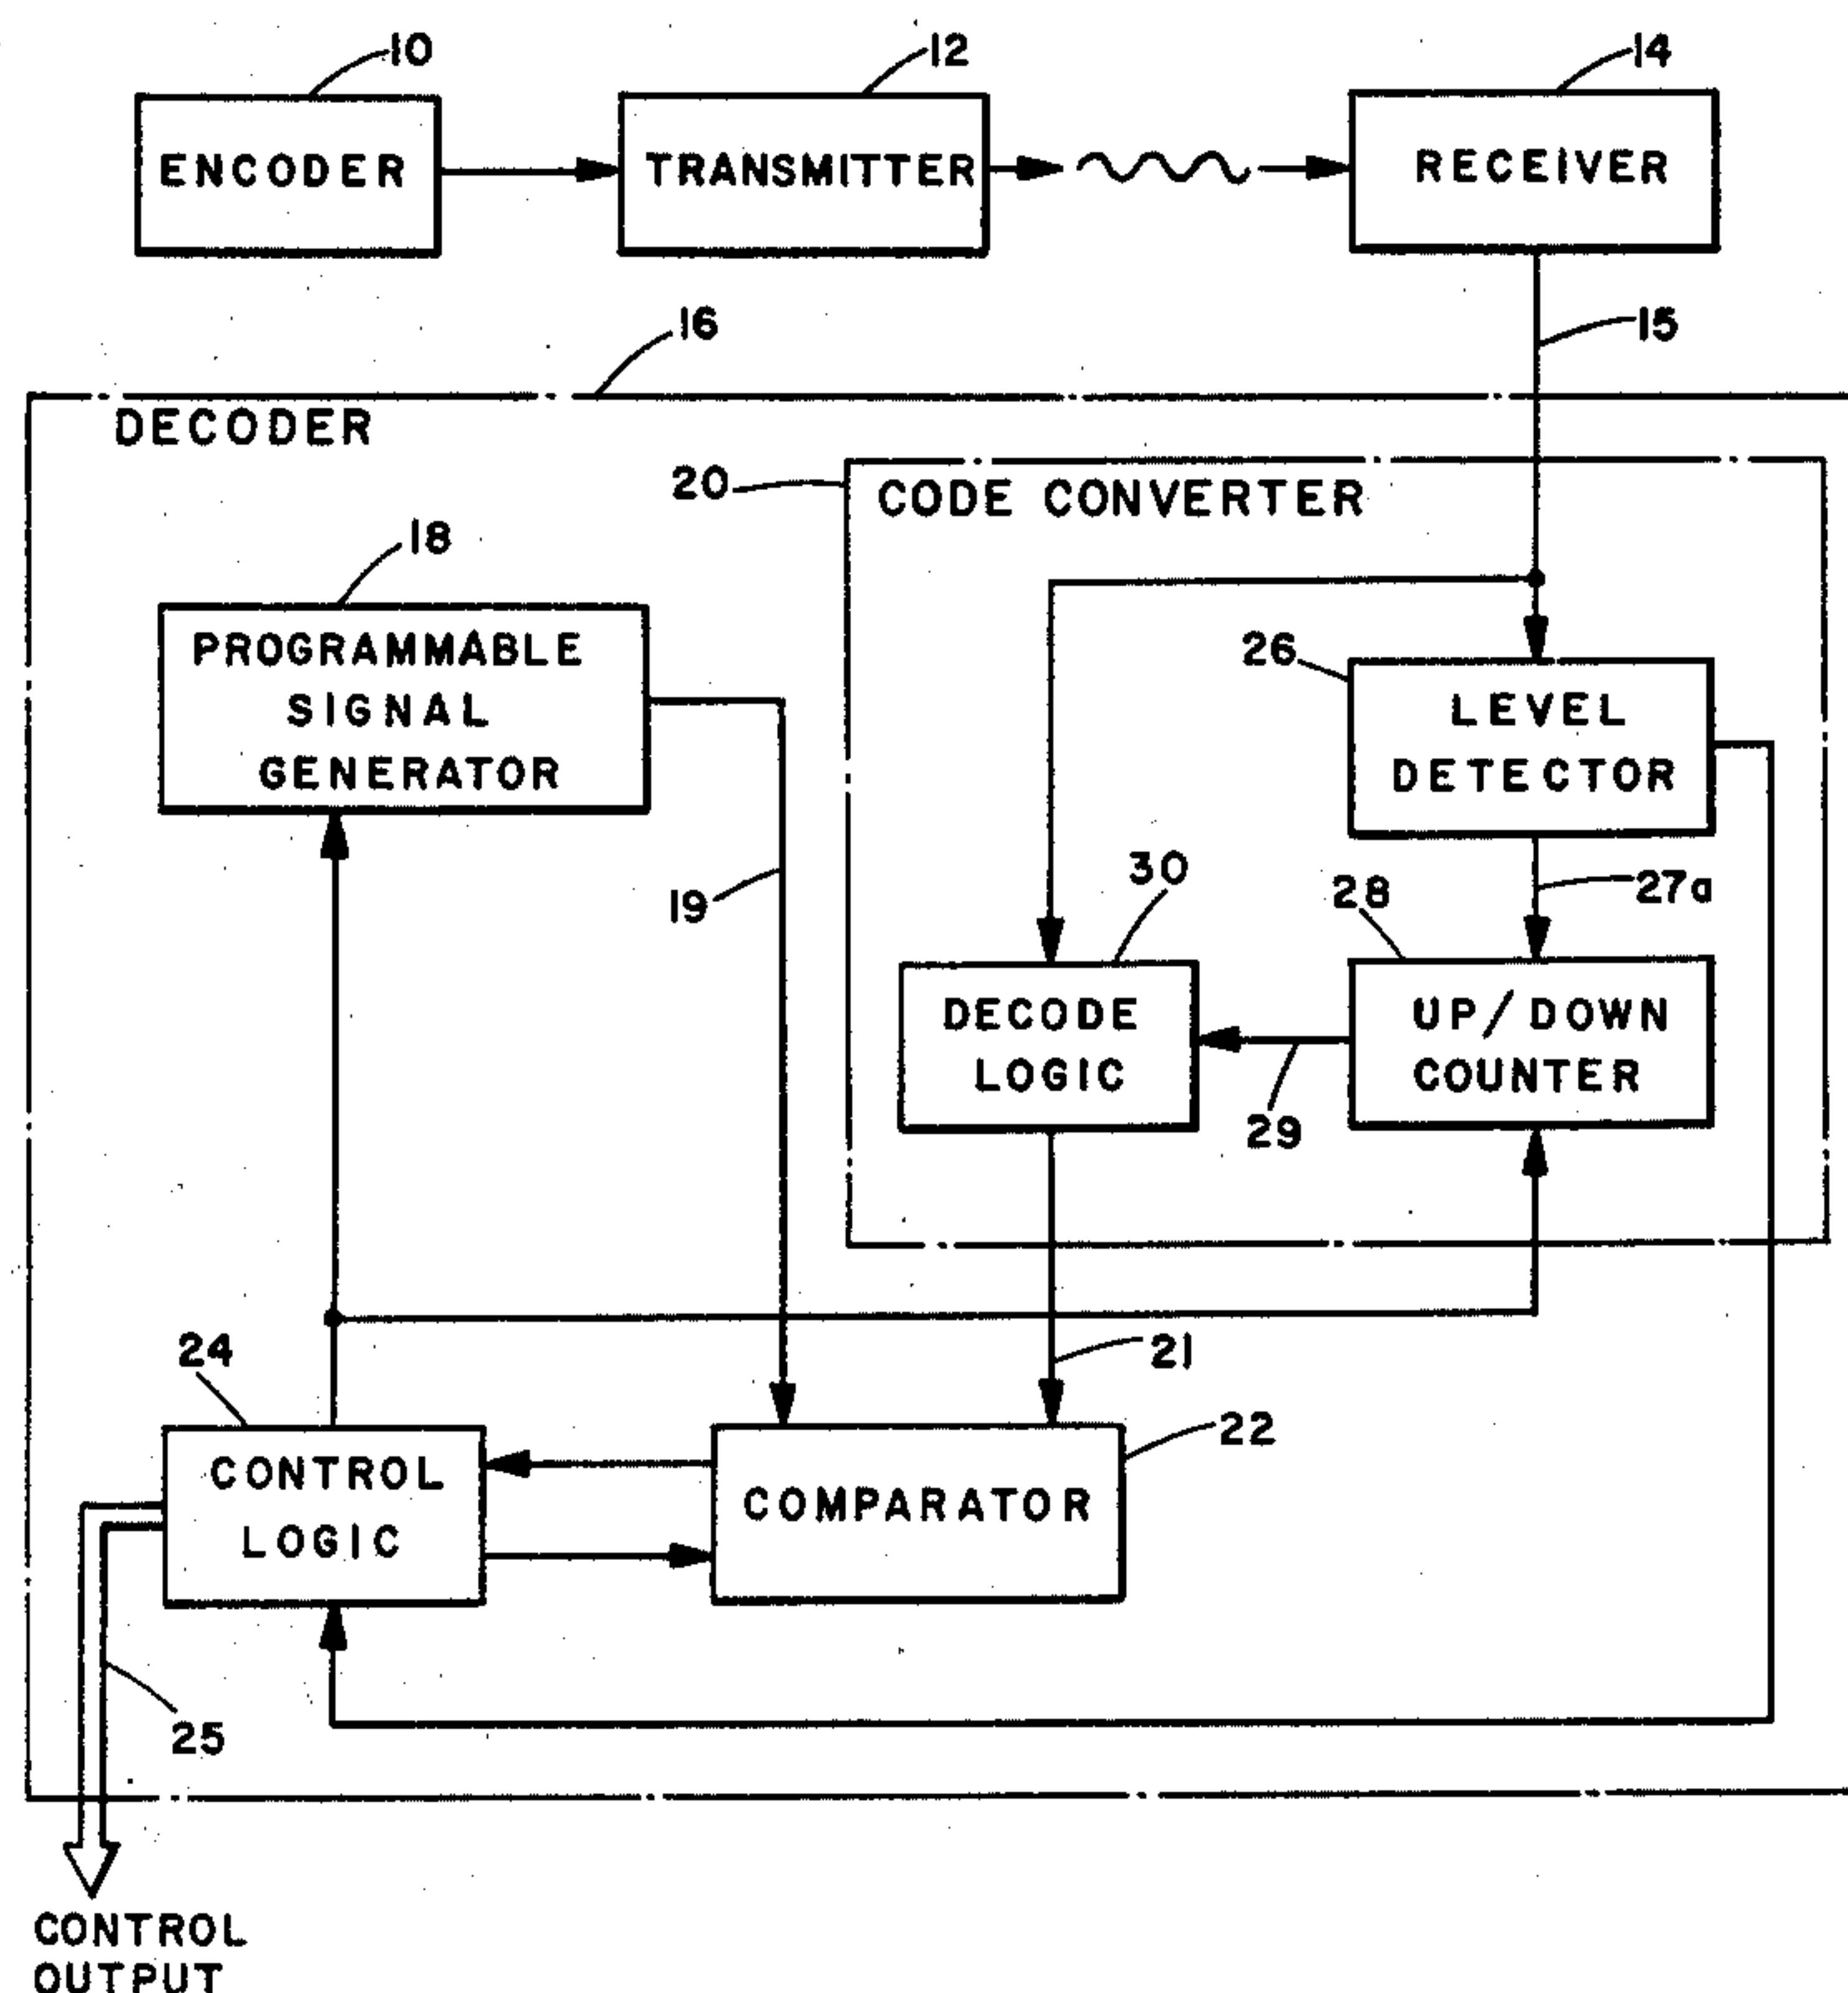 10
12
14
ENCODER
TRANSMITTER
RECEIVER
16
15
DECODER
20
CODE CONVERTER
18
PROGRAMMABLE
SIGNAL
GENERATOR
26
LEVEL
DETECTOR
19
30
28
27a
DECODE
LOGIC
UP/DOWN
COUNTER
29
24
21
22
CONTROL
LOGIC
COMPARATOR
25
CONTROL
OUTPUT